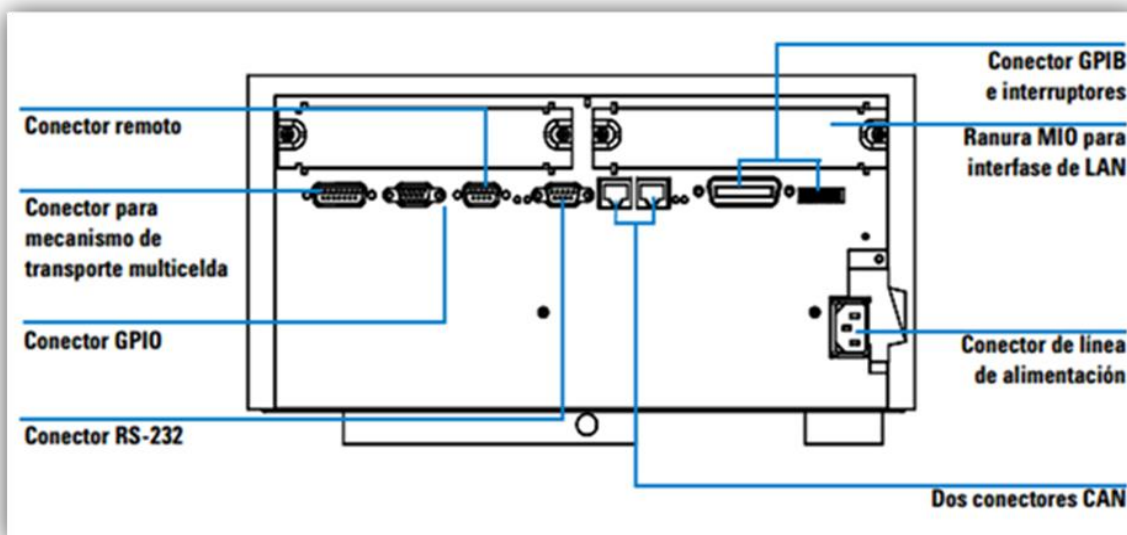 Conector remoto
Conector para
mecanismo de
transporte multicelda
Conector GPIO
Conector RS-232
Conector GPIB
e interruptores
Ranura MIO para
interfase de LAN
Conector de línea
de alimentación
Dos conectores CAN